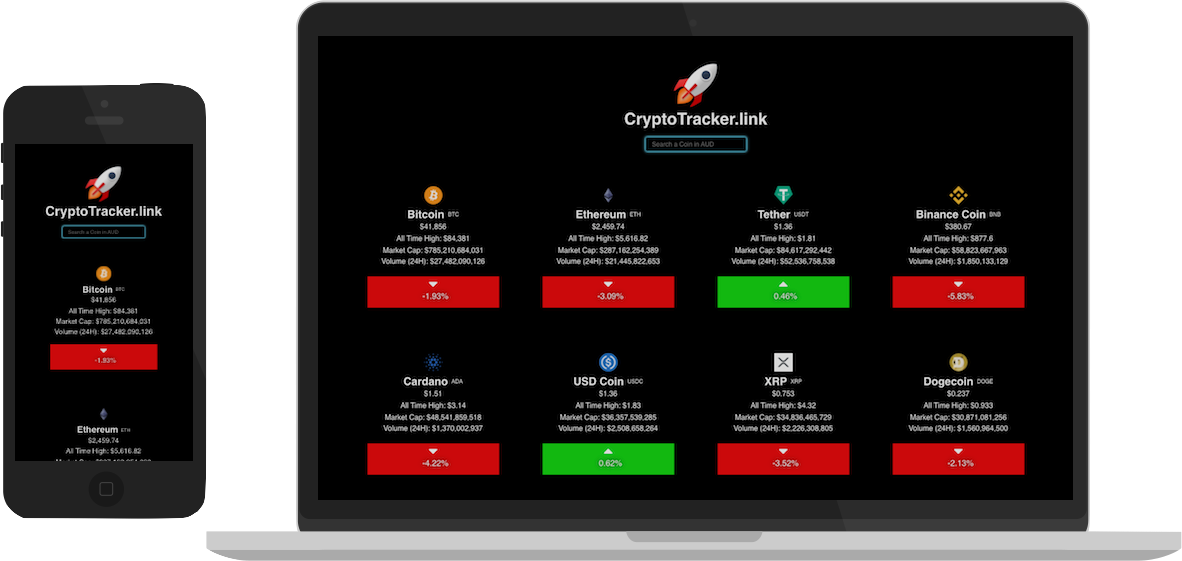 CryptoTracker.link
Search a Coin in AUD
Bitcoin BTC
$41,856
All Time High: $84,381
Market Cap: $785,210,684,031
Volume (24H): $27,482,090,126
-1.93%
Ethereum ETH
$2,459.74
All Time High: $5,616.82
CryptoTracker.link
Search a Coin in AUD
Bitcoin BTC
$41,856
All Time High: $84,381
Market Cap: $785,210,684,031
Volume (24H): $27,482,090,126
-1.93%
Ethereum ETH
$2,459.74
All Time High: $5,616.82
Market Cap: $287,162,254,389
Volume (24H): $21,445,822,653
-3.09%
Tether USDT
$1.36
All Time High: $1.81
Market Cap: $84,617,292,442
Volume (24H): $52,536,758,538
0.46%
Binance Coin BNB
$380.67
All Time High: $877.6
Market Cap: $58,823,667,963
Volume (24H): $1,850,133,129
-5.83%
Cardano ADA
$1.51
All Time High: $3.14
Market Cap: $48,541,859,518
Volume (24H): $1,370,002,937
-4.22%
USD Coin USDC
$1.36
All Time High: $1.83
Market Cap: $36,357,539,285
Volume (24H): $2,508,658,264
0.62%
XRP XRP
$0.753
All Time High: $4.32
Market Cap: $34,836,465,729
Volume (24H): $2,226,308,805
-3.52%
Dogecoin DOGE
$0.237
All Time High: $0.933
Market Cap: $30,871,081,256
Volume (24H): $1,560,964,500
-2.13%